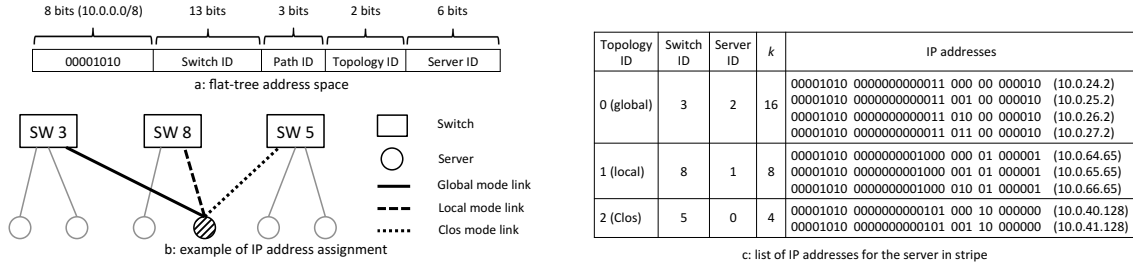 8 bits (10.0.0.0/8) 13 bits 3 bits 2 bits 6 bits
00001010 Switch ID Path ID Topology ID Server ID
a: flat-tree address space
SW 3 SW 8 SW 5
Switch
Server
Global mode link
Local mode link
Clos mode link
b: example of IP address assignment
Topology ID Switch ID Server ID k IP addresses
0 (global) 3 2 16
00001010 0000000000011 000 00 000010 (10.0.24.2)
00001010 0000000000011 001 00 000010 (10.0.25.2)
00001010 0000000000011 010 00 000010 (10.0.26.2)
00001010 0000000000011 011 00 000010 (10.0.27.2)
1 (local) 8 1 8
00001010 0000000001000 000 01 000001 (10.0.64.65)
00001010 0000000001000 001 01 000001 (10.0.65.65)
00001010 0000000001000 010 01 000001 (10.0.66.65)
2 (Clos) 5 0 4
00001010 0000000000101 000 10 000000 (10.0.40.128)
00001010 0000000000101 001 10 000000 (10.0.41.128)
c: list of IP addresses for the server in stripe